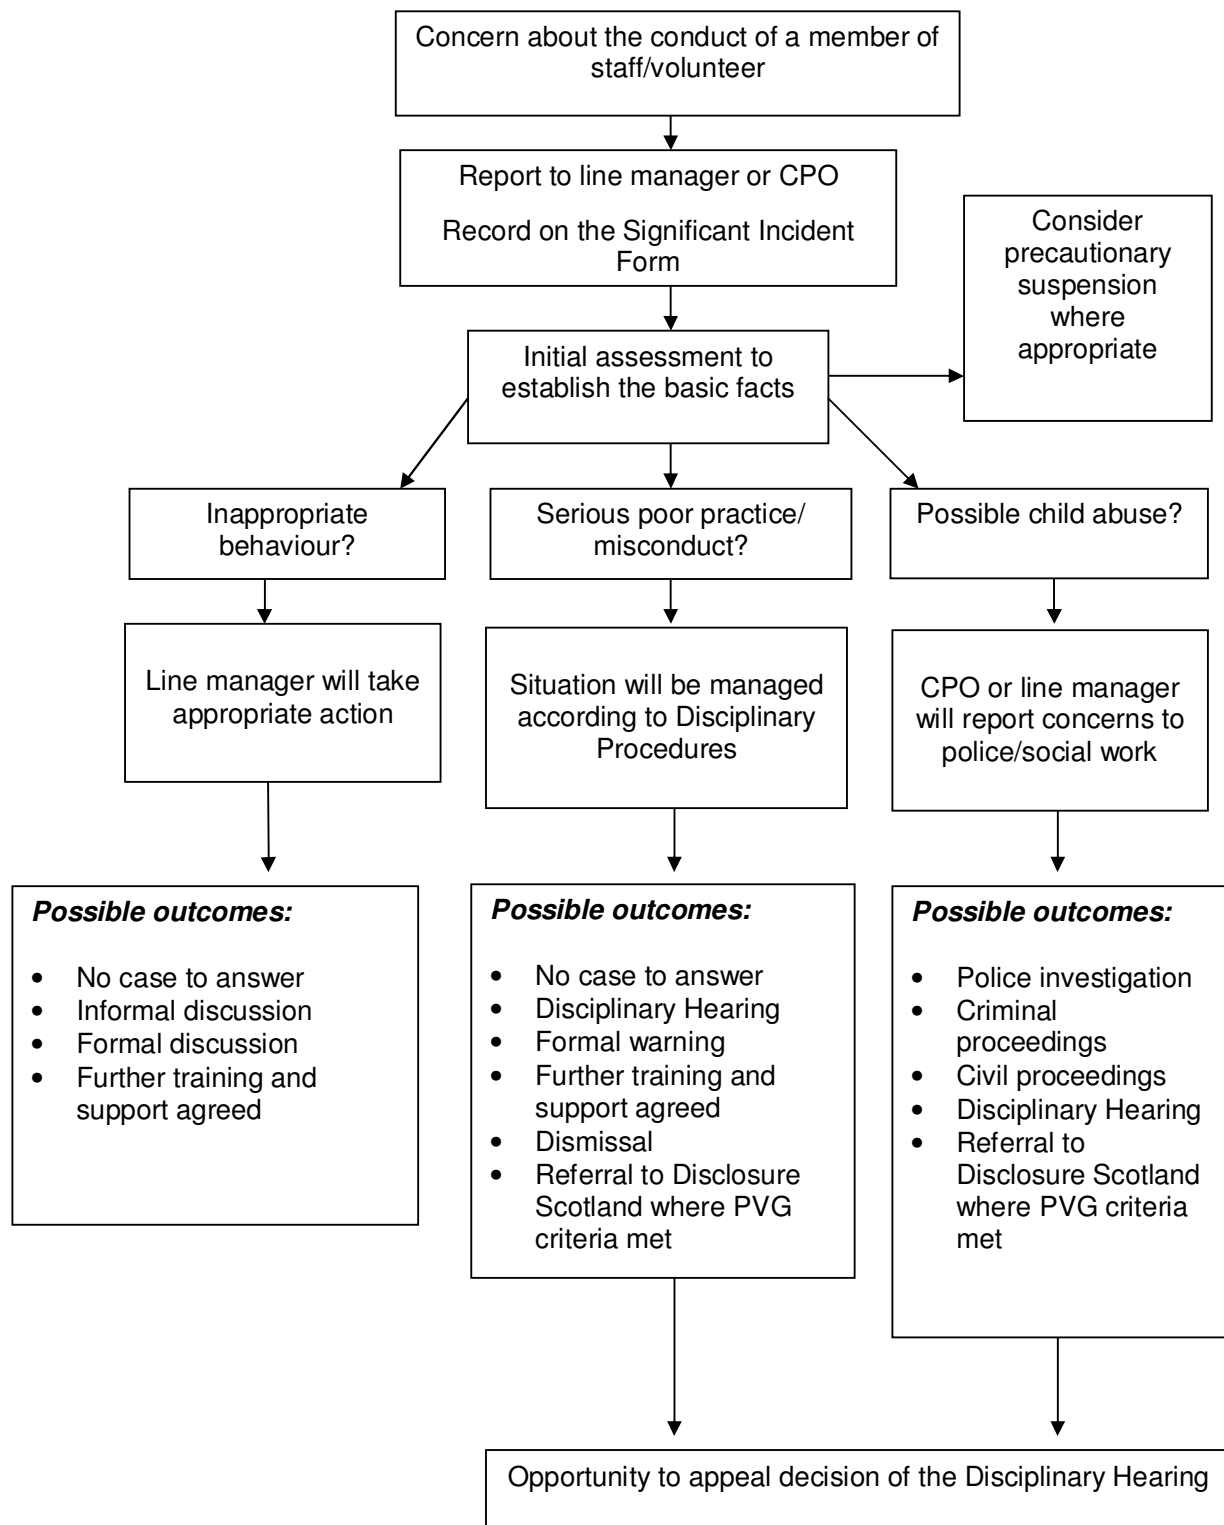 Concern about the conduct of a member of
staff/volunteer
Report to line manager or CPO
Record on the Significant Incident
Form
Consider
precautionary
suspension
where
appropriate
Initial assessment to
establish the basic facts
Inappropriate
behaviour?
Serious poor practice/
misconduct?
Possible child abuse?
Line manager will take
appropriate action
Situation will be managed
according to Disciplinary
Procedures
CPO or line manager
will report concerns to
police/social work
Possible outcomes:
• No case to answer
• Informal discussion
• Formal discussion
• Further training and
support agreed
Possible outcomes:
• No case to answer
• Disciplinary Hearing
• Formal warning
• Further training and
support agreed
• Dismissal
• Referral to Disclosure
Scotland where PVG
criteria met
Possible outcomes:
• Police investigation
• Criminal
proceedings
• Civil proceedings
• Disciplinary Hearing
• Referral to
Disclosure Scotland
where PVG criteria
met
Opportunity to appeal decision of the Disciplinary Hearing